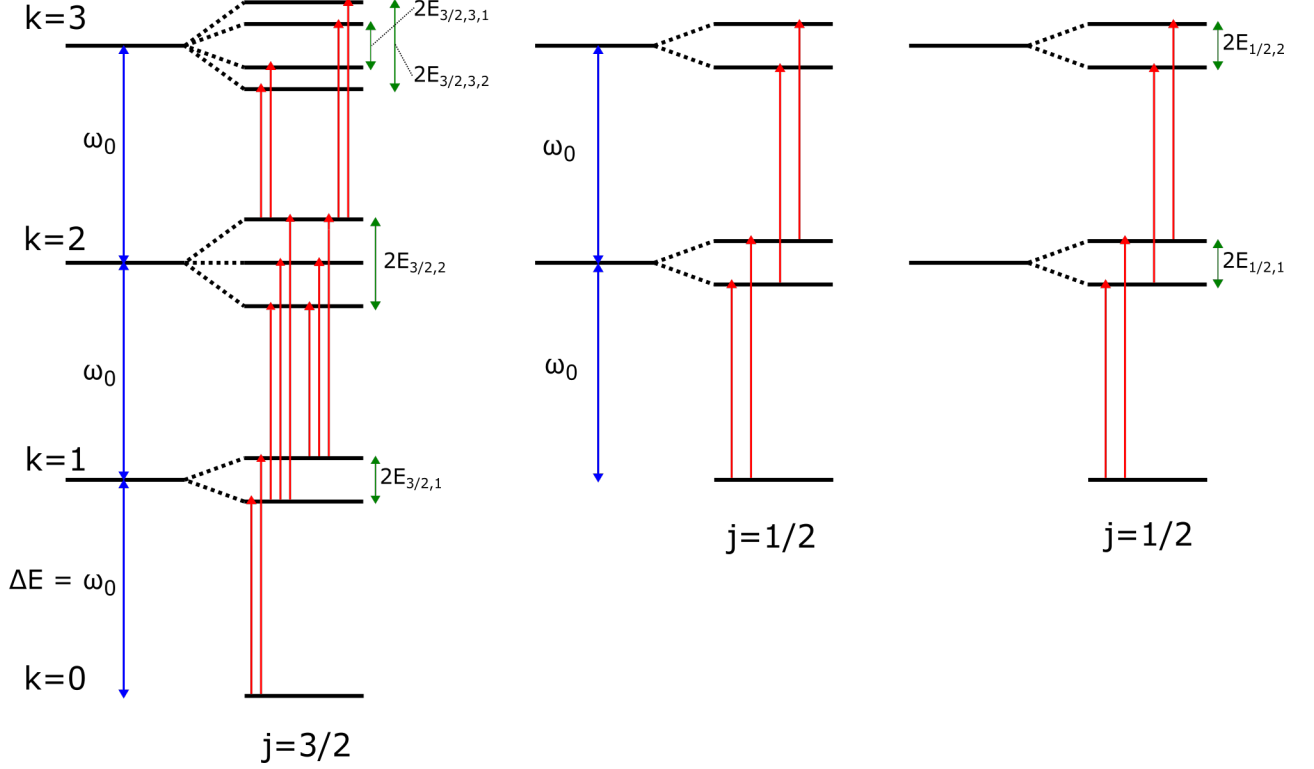 k=3
2E3/2,3,1
2E3/2,3,2
2E1/2,2
ω0
ω0
k=2
2E3/2,2
2E1/2,1
ω0
ω0
k=1
2E3/2,1
j=1/2
j=1/2
ΔE = ω0
k=0
j=3/2